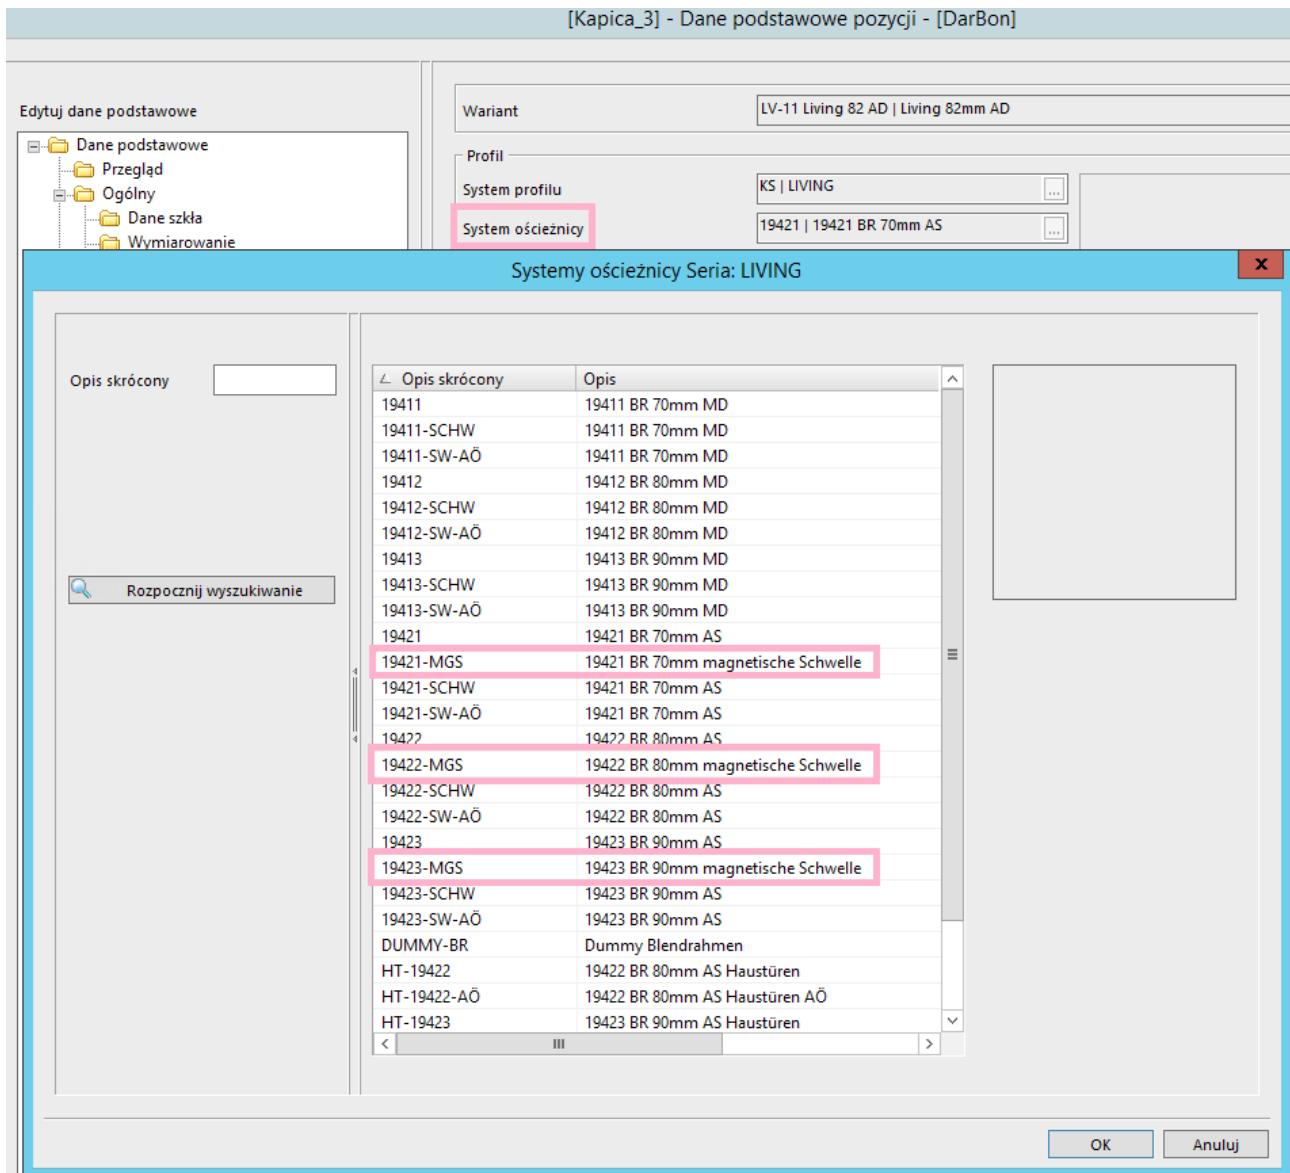 [Kapica_3] - Dane podstawowe pozycji - [DarBon]
Edytuj dane podstawowe
Dane podstawowe
Przegląd
Ogólny
Dane szkła
Wymiarowanie
Wariant LV-11 Living 82 AD | Living 82mm AD
Profil
System profilu KS | LIVING ...
System ościeżnicy 19421 | 19421 BR 70mm AS ...
Systemy ościeżnicy Seria: LIVING x
Opis skrócony
Rozpocznij wyszukiwanie
Opis skrócony Opis
19411 19411 BR 70mm MD
19411-SCHW 19411 BR 70mm MD
19411-SW-AÖ 19411 BR 70mm MD
19412 19412 BR 80mm MD
19412-SCHW 19412 BR 80mm MD
19412-SW-AÖ 19412 BR 80mm MD
19413 19413 BR 90mm MD
19413-SCHW 19413 BR 90mm MD
19413-SW-AÖ 19413 BR 90mm MD
19421 19421 BR 70mm AS
19421-MGS 19421 BR 70mm magnetische Schwelle
19421-SCHW 19421 BR 70mm AS
19421-SW-AÖ 19421 BR 70mm AS
19422 19422 BR 80mm AS
19422-MGS 19422 BR 80mm magnetische Schwelle
19422-SCHW 19422 BR 80mm AS
19422-SW-AÖ 19422 BR 80mm AS
19423 19423 BR 90mm AS
19423-MGS 19423 BR 90mm magnetische Schwelle
19423-SCHW 19423 BR 90mm AS
19423-SW-AÖ 19423 BR 90mm AS
DUMMY-BR Dummy Blendrahmen
HT-19422 19422 BR 80mm AS Haustüren
HT-19422-AÖ 19422 BR 80mm AS Haustüren AÖ
HT-19423 19423 BR 90mm AS Haustüren
OK Anuluj